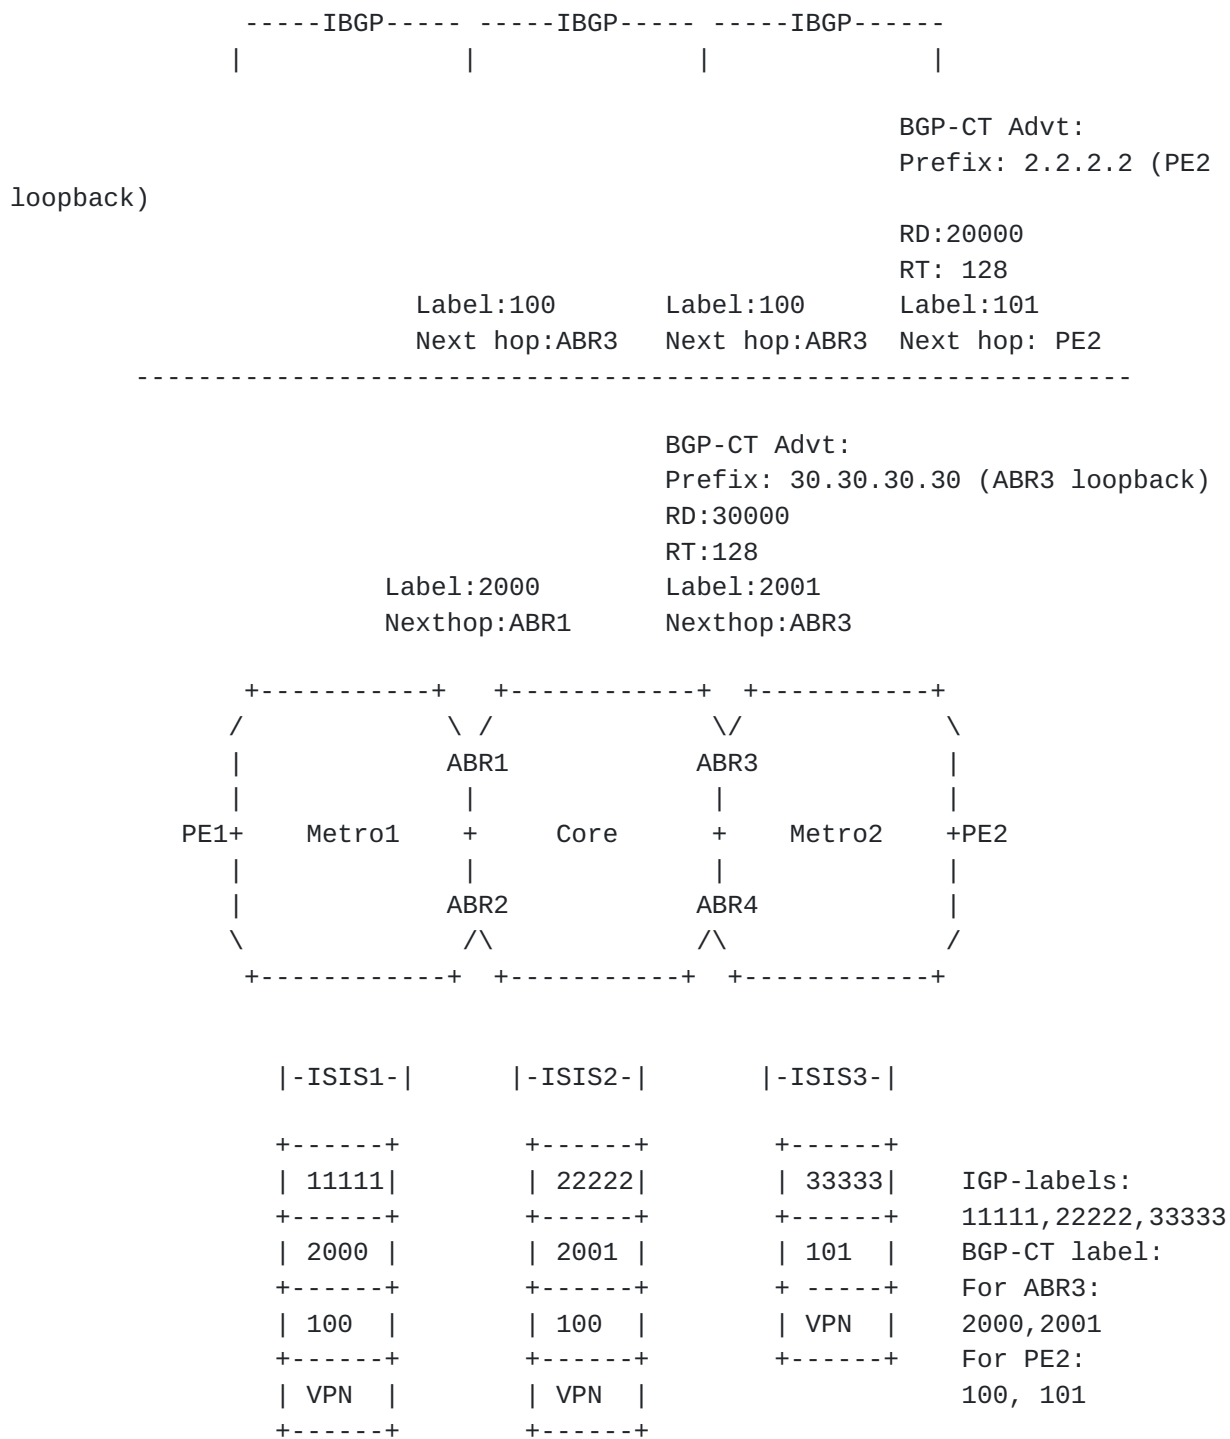 -----IBGP----- -----IBGP----- -----IBGP------
| | | |
BGP-CT Advt:
Prefix: 2.2.2.2 (PE2
loopback)
RD:20000
RT: 128
Label:100 Label:100 Label:101
Next hop:ABR3 Next hop:ABR3 Next hop: PE2
----------------------------------------------------------------
BGP-CT Advt:
Prefix: 30.30.30.30 (ABR3 loopback)
RD:30000
RT:128
Label:2000 Label:2001
Nexthop:ABR1 Nexthop:ABR3
+-----------+ +------------+ +-----------+
/ \ / \/ \
| ABR1 ABR3 |
| | | |
PE1+ Metro1 + Core + Metro2 +PE2
| | | |
| ABR2 ABR4 |
\ /\ /\ /
+------------+ +-----------+ +------------+
|-ISIS1-| |-ISIS2-| |-ISIS3-|
+------+ +------+ +------+
| 11111| | 22222| | 33333| IGP-labels:
+------+ +------+ +------+ 11111,22222,33333
| 2000 | | 2001 | | 101 | BGP-CT label:
+------+ +------+ + -----+ For ABR3:
| 100 | | 100 | | VPN | 2000,2001
+------+ +------+ +------+ For PE2:
| VPN | | VPN | 100, 101
+------+ +------+